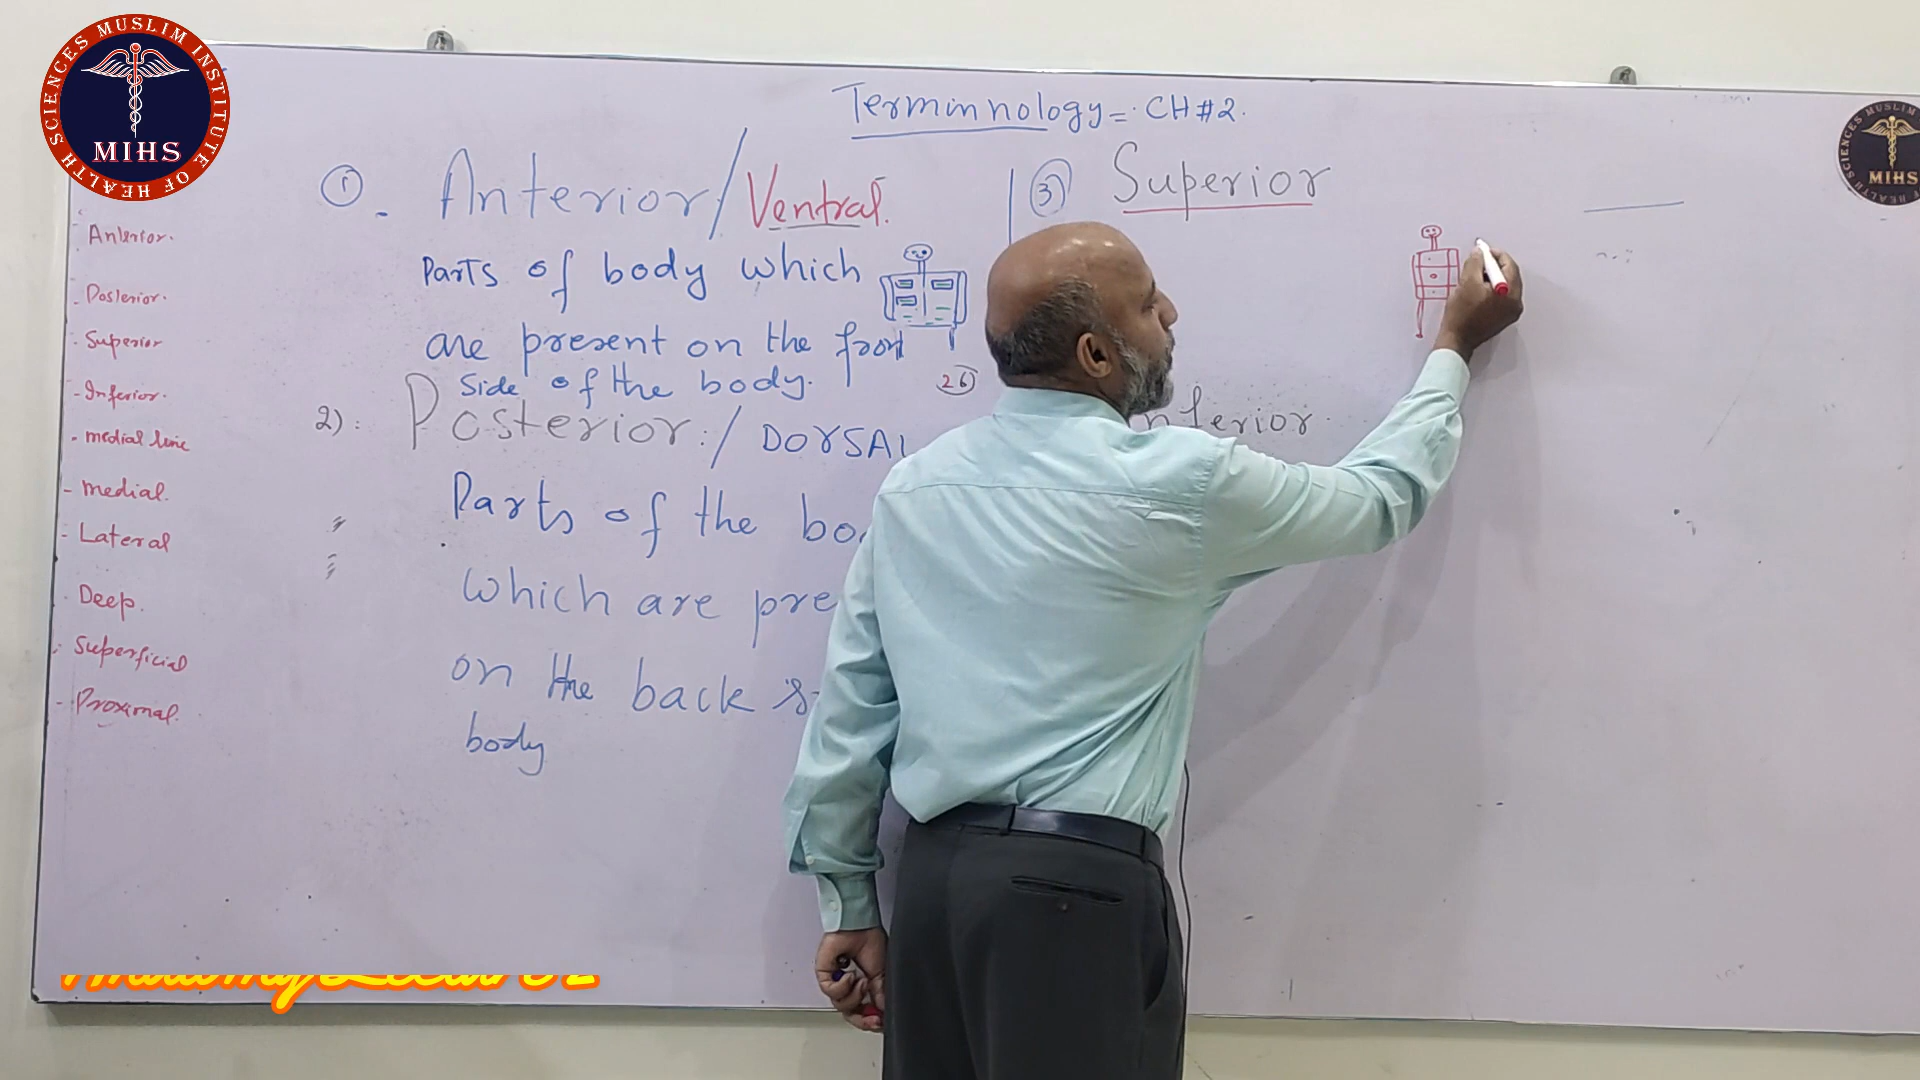 SCIENCES MUSLIM INSTITUTE OF HEALTH
MIHS
Terminnology=. CH#2.
MIHS
- Anterior.
- Posterior.
- Superior
- Inferior.
- medial line
- medial.
- Lateral
- Deep.
- Superficial
- Proximal.
① . Anterior / Ventral.
Parts of body which
are present on the front
Side of the body.
26
2) : Posterior : / DORSAL
Parts of the bo
which are pre
on the back s
body
③ Superior
nferior.